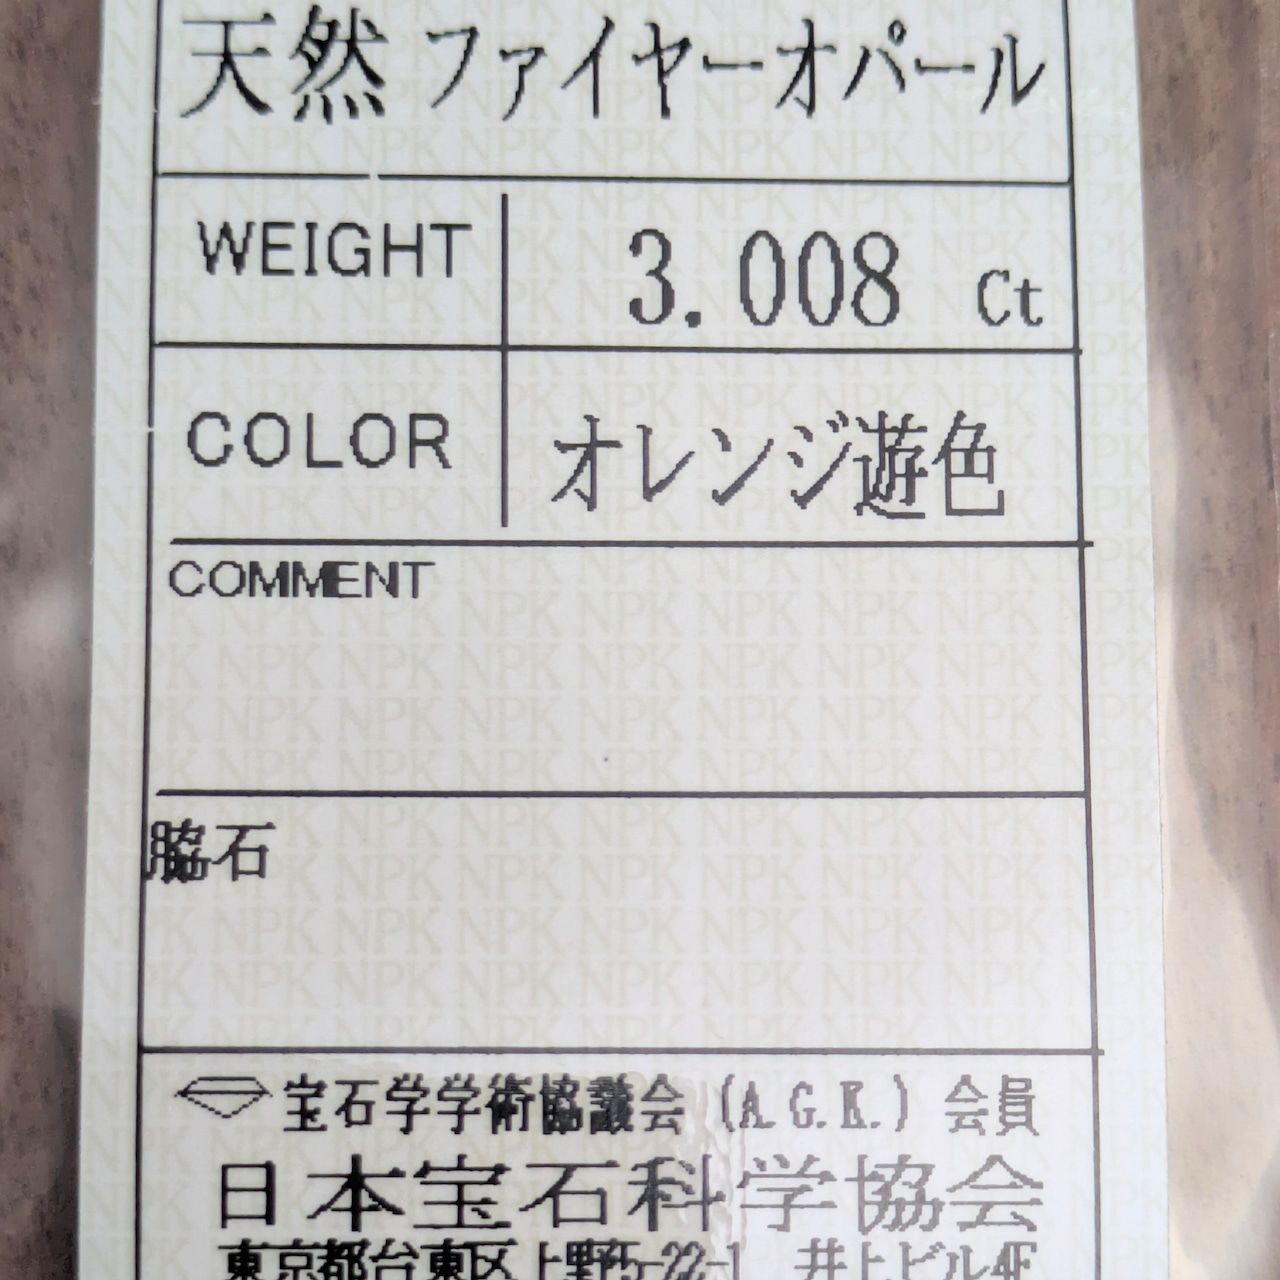 天然 ファイヤーオパール
WEIGHT 3.008 Ct
COLOR オレンジ遊色
COMMENT
脇石
宝石学学術協議会 (A.G.K.) 会員
日本宝石科学協会
東京都台東区上野5-22-1 井上ビル4F